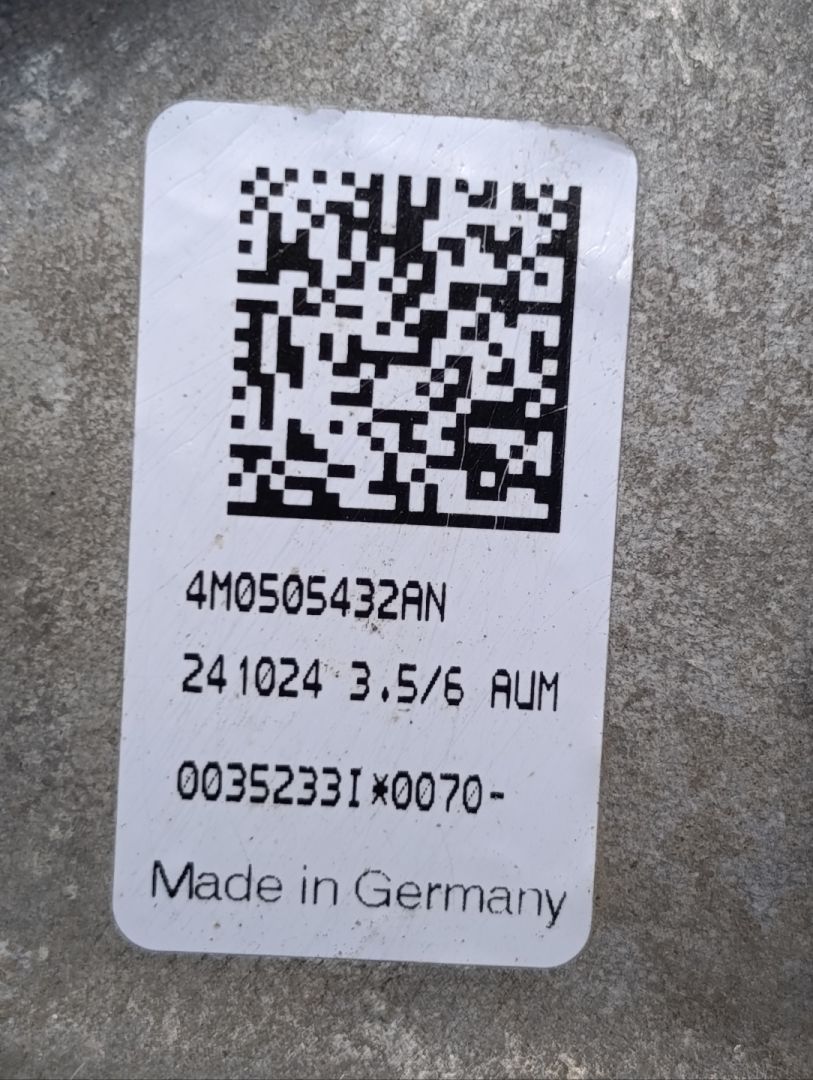 4M0505432AN
241024 3.5/6 AUM
0035233I*0070-
Made in Germany